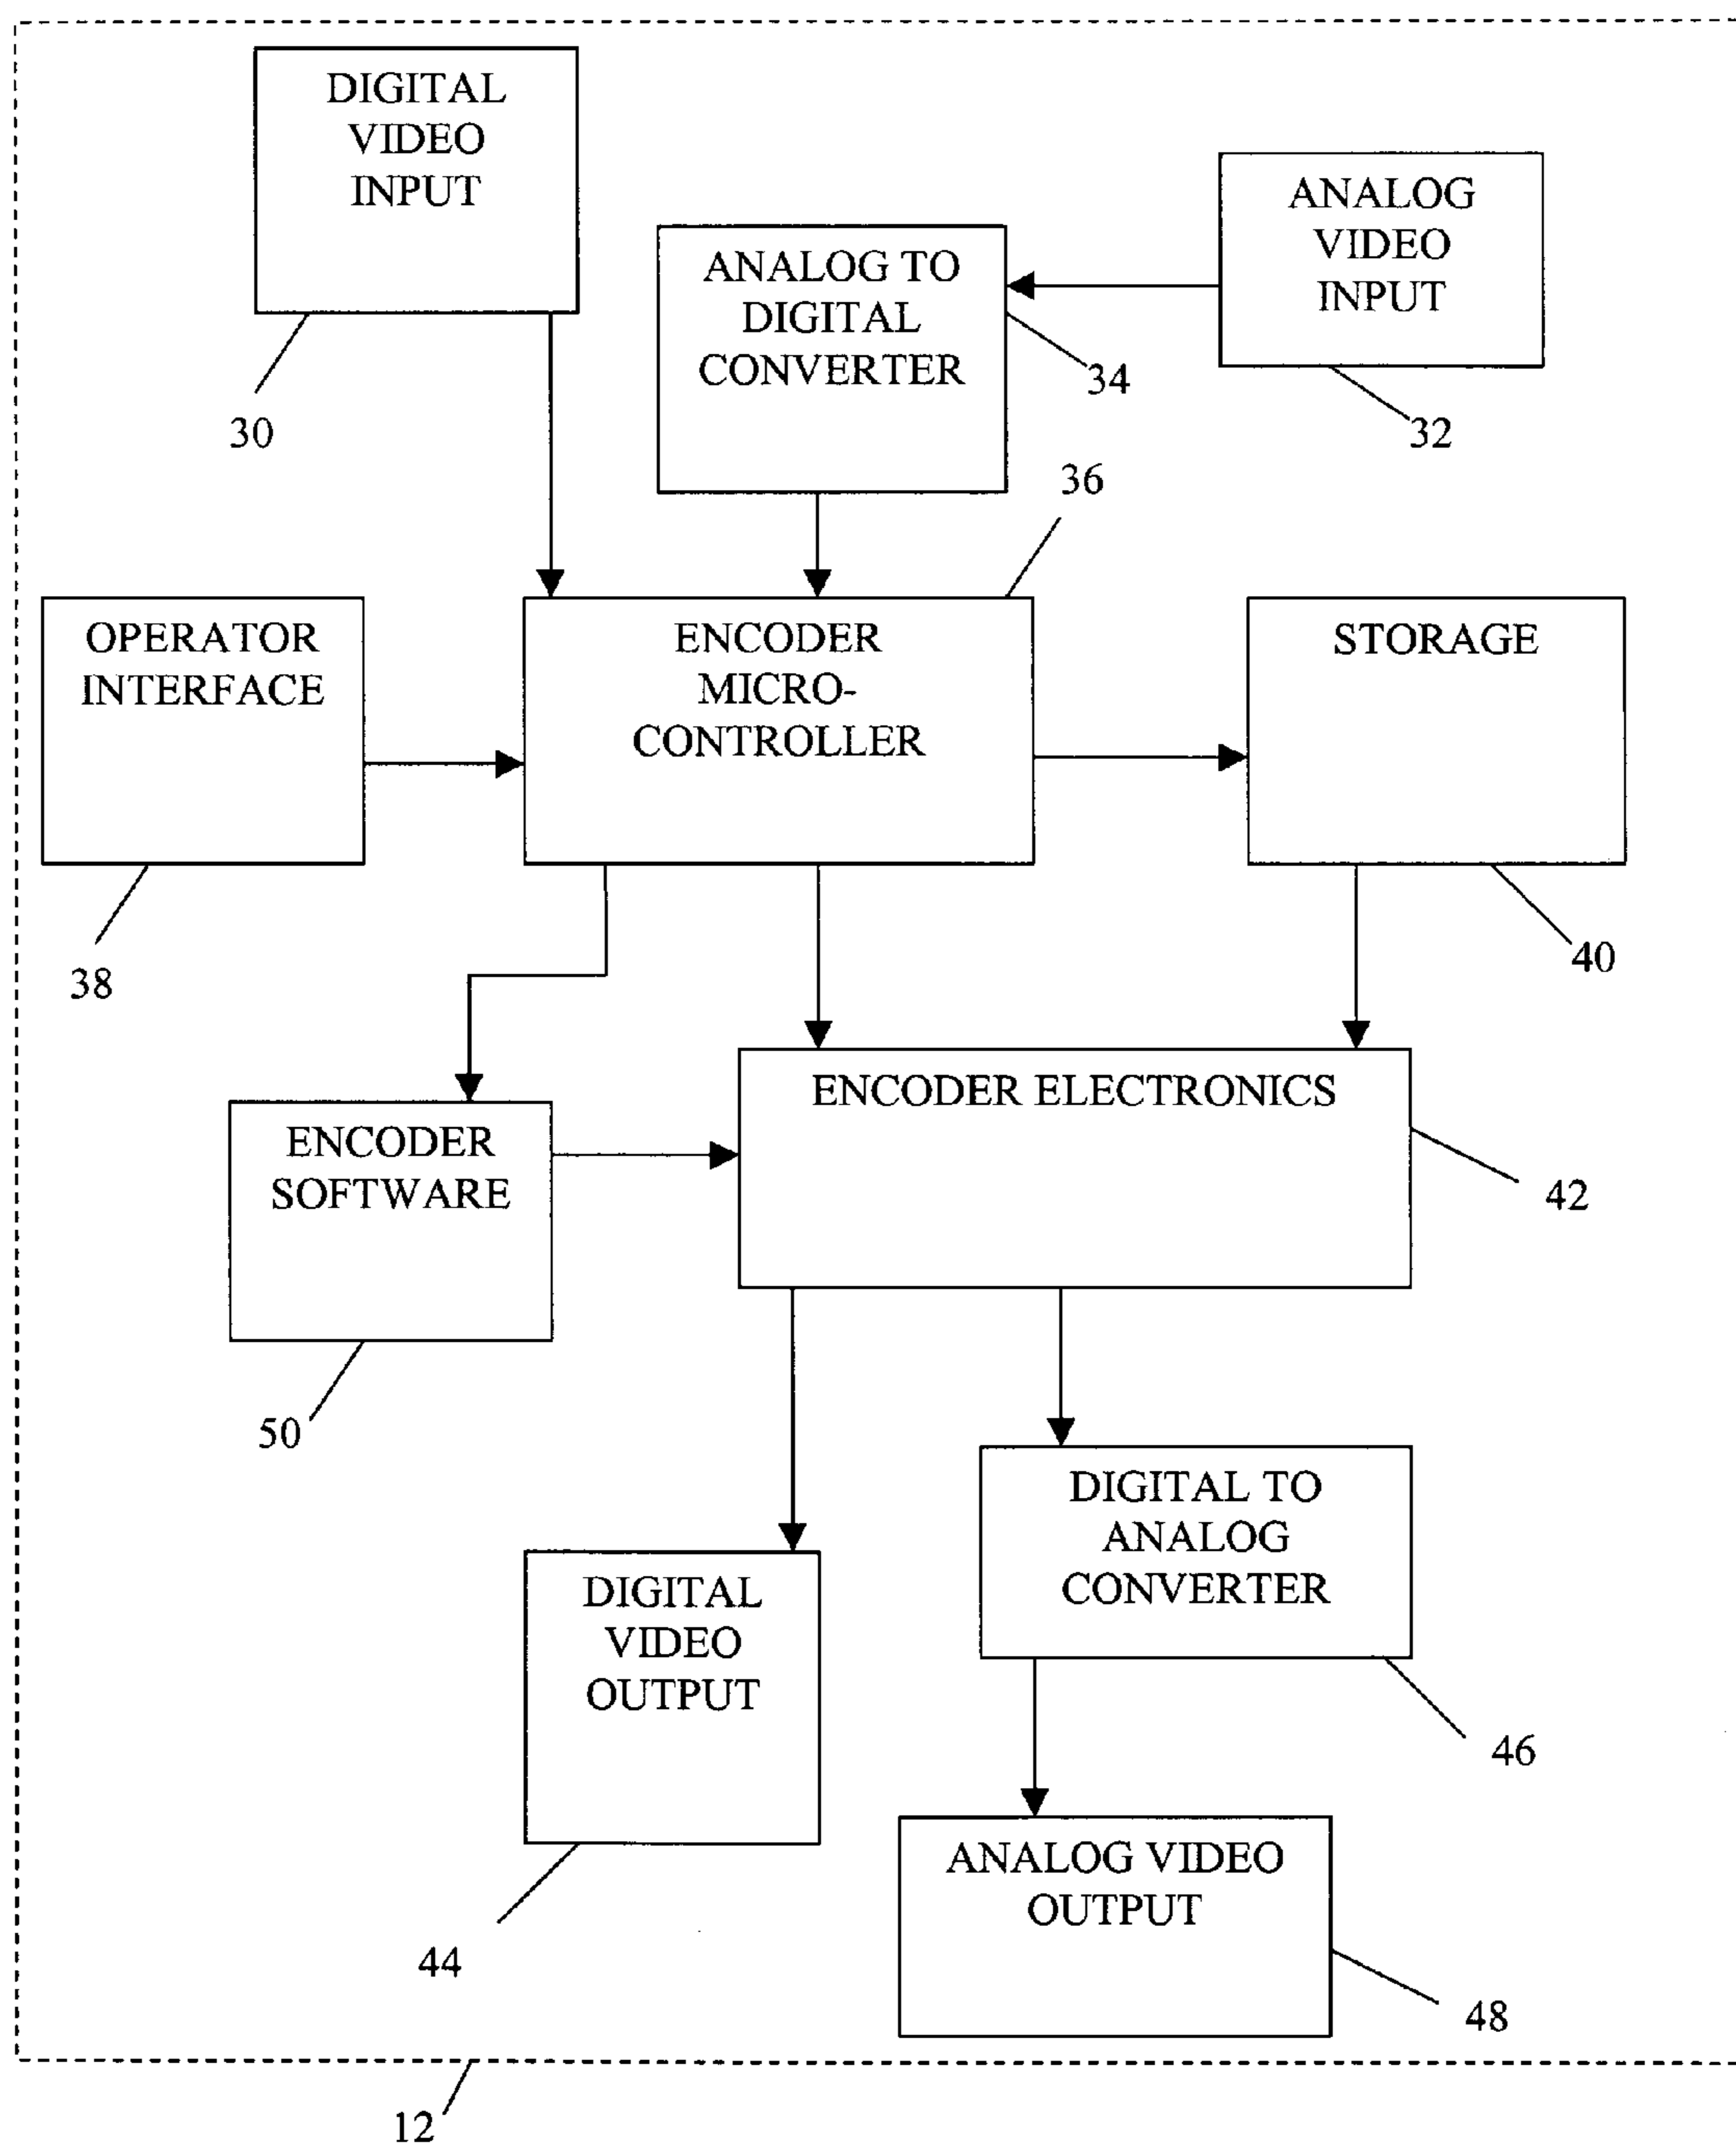 DIGITAL
VIDEO
INPUT
30
ANALOG TO
DIGITAL
CONVERTER
34
ANALOG
VIDEO
INPUT
32
36
OPERATOR
INTERFACE
38
ENCODER
MICRO-
CONTROLLER
STORAGE
40
ENCODER
SOFTWARE
50
ENCODER ELECTRONICS
42
DIGITAL
VIDEO
OUTPUT
44
DIGITAL TO
ANALOG
CONVERTER
46
ANALOG VIDEO
OUTPUT
48
12